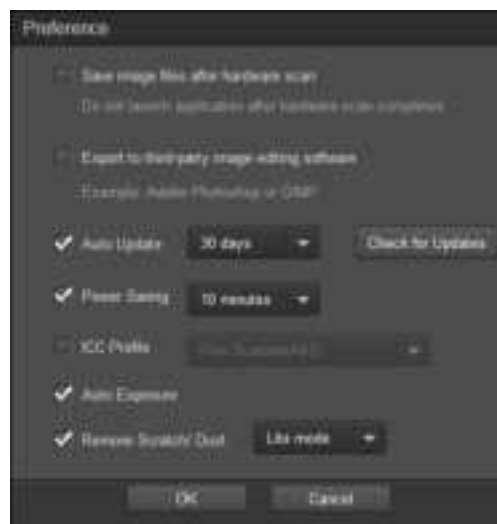 Preference
Save image files after hardware scan
Do not launch application after hardware scan completes
Export to third-party image editing software
Example: Adobe Photoshop or GIMP
Auto Update 30 days Check for Updates
Power Saving 10 minutes
ICC Profile
Auto Exposure
Remove Scratch/ Dust Lite mode
OK Cancel